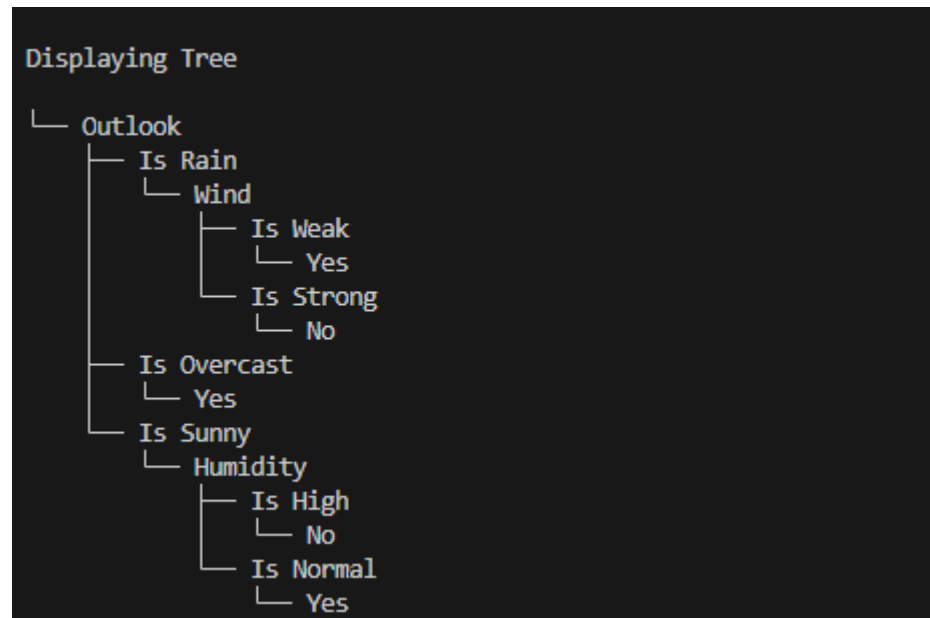 Displaying Tree
└── Outlook
    ├── Is Rain
    │   └── Wind
    │       ├── Is Weak
    │       │   └── Yes
    │       └── Is Strong
    │           └── No
    ├── Is Overcast
    │   └── Yes
    └── Is Sunny
        └── Humidity
            ├── Is High
            │   └── No
            └── Is Normal
                └── Yes